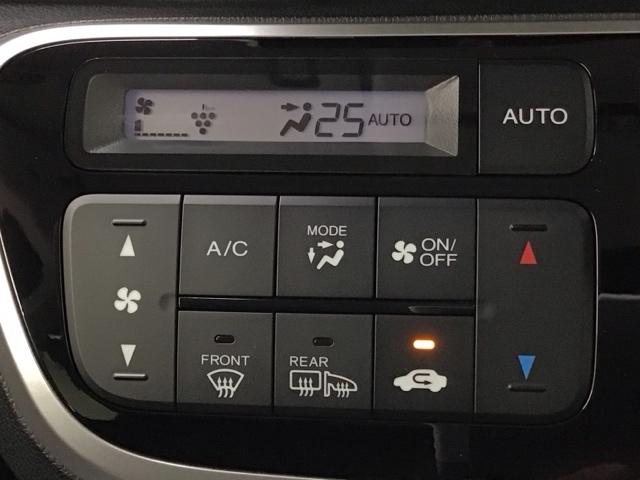 25 AUTO
AUTO
A/C
MODE
ON/
OFF
FRONT
REAR